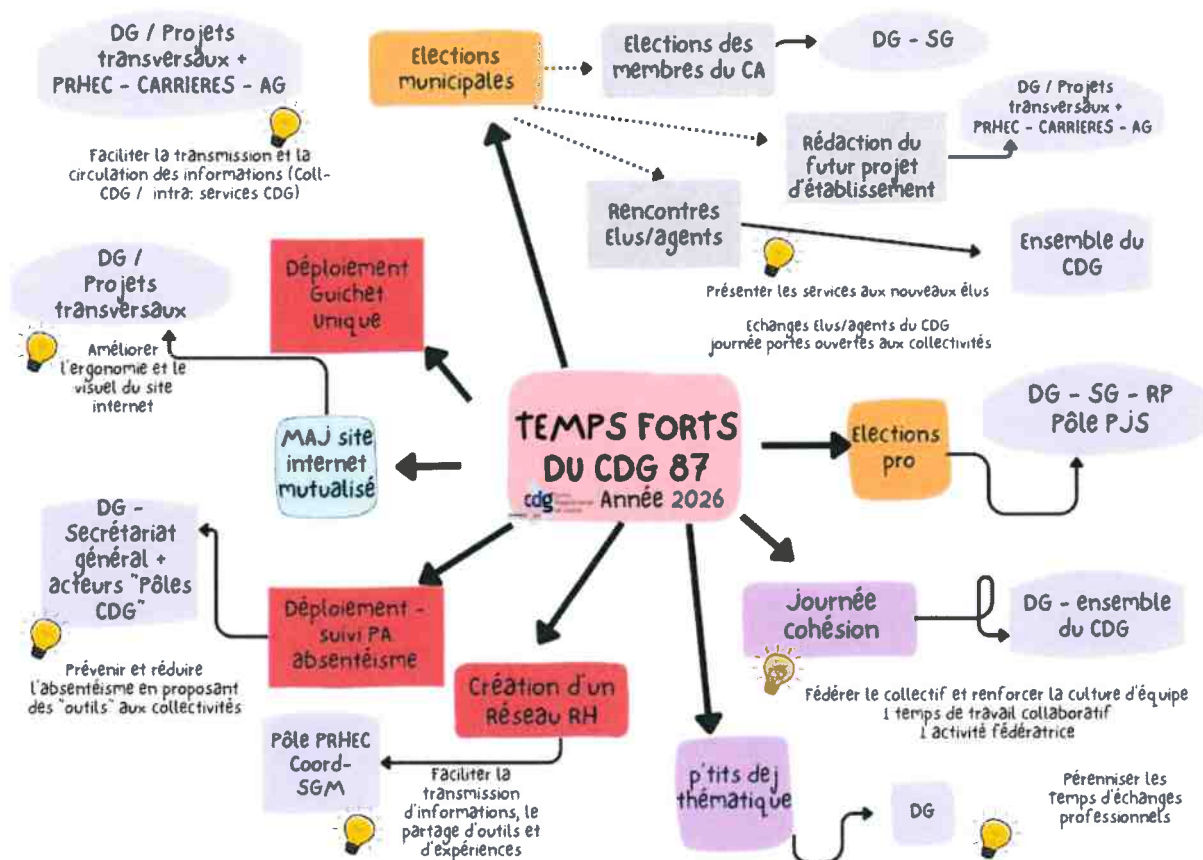 DG / Projets
transversaux +
PRHEC - CARRIERES - AG
Faciliter la transmission et la
circulation des informations (Coll-
CDG / intra: services CDG)
Elections
municipales
Elections des
membres du CA
DG - SG
Rédaction du
futur projet
d'établissement
DG / Projets
transversaux +
PRHEC - CARRIERES - AG
Rencontres
Elus/agents
Ensemble du
CDG
Présenter les services aux nouveaux élus
Echanges Elus/agents du CDG
journée portes ouvertes aux collectivités
Déploiement
Guichet
Unique
DG /
Projets
transversaux
Améliorer
l'ergonomie et le
visuel du site
internet
MAJ site
internet
mutualisé
TEMPS FORTS
DU CDG 87
cdg Année 2026
Elections
pro
DG - SG - RP
Pôle PJS
DG -
Secrétariat
général +
acteurs "Pôles
CDG"
Prévenir et réduire
l'absentéisme en proposant
des "outils" aux collectivités
Déploiement -
suivi PA
absentéisme
Création d'un
Réseau RH
Pôle PRHEC
Coord-
SGM
Faciliter la
transmission
d'informations, le
partage d'outils et
d'expériences
Journée
cohésion
DG - ensemble
du CDG
Fédérer le collectif et renforcer la culture d'équipe
1 temps de travail collaboratif
1 activité fédératrice
p'tits dej
thématique
DG
Pérenniser les
Temps d'échanges
professionnels